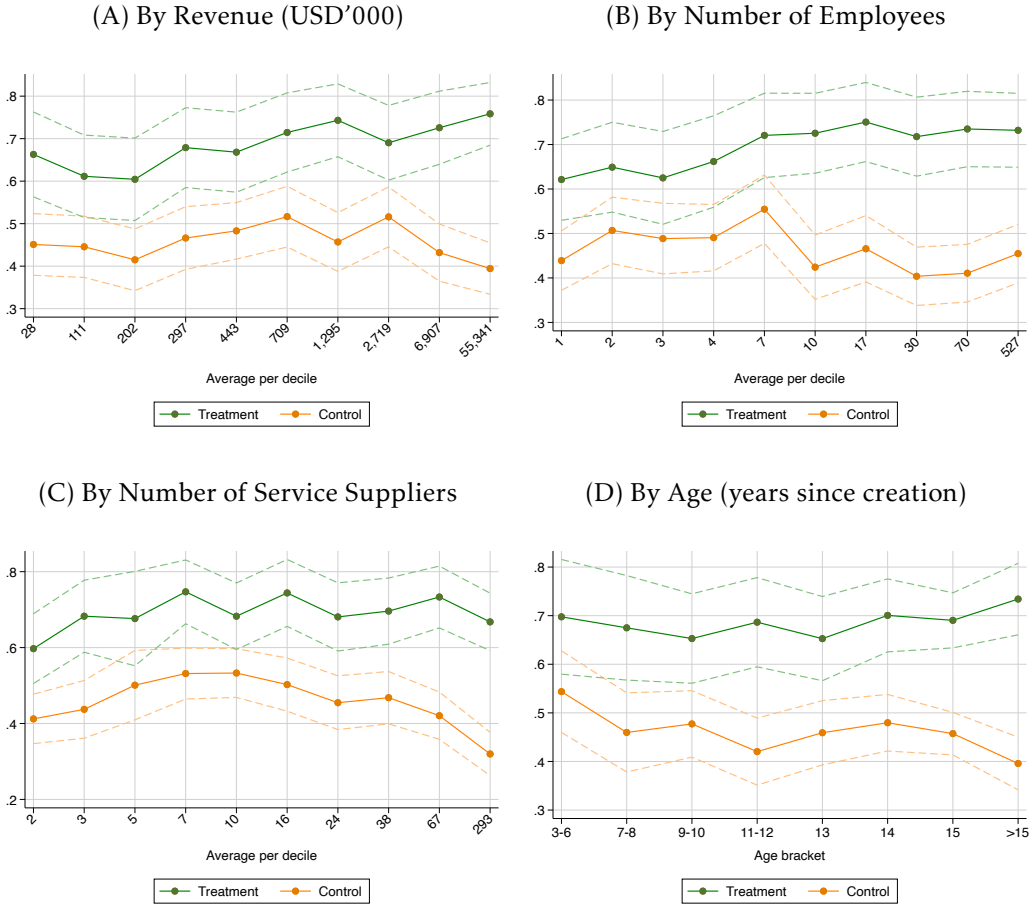 (A) By Revenue (USD’000)
.8
.7
.6
.5
.4
.3
28 111 202 297 443 709 1,295 2,719 6,907 55,341
Average per decile
Treatment Control
(B) By Number of Employees
.8
.7
.6
.5
.4
.3
1 2 3 4 7 10 17 30 70 527
Average per decile
Treatment Control
(C) By Number of Service Suppliers
.8
.6
.4
.2
2 3 5 7 10 16 24 38 67 293
Average per decile
Treatment Control
(D) By Age (years since creation)
.8
.7
.6
.5
.4
.3
3-6 7-8 9-10 11-12 13 14 15 >15
Age bracket
Treatment Control